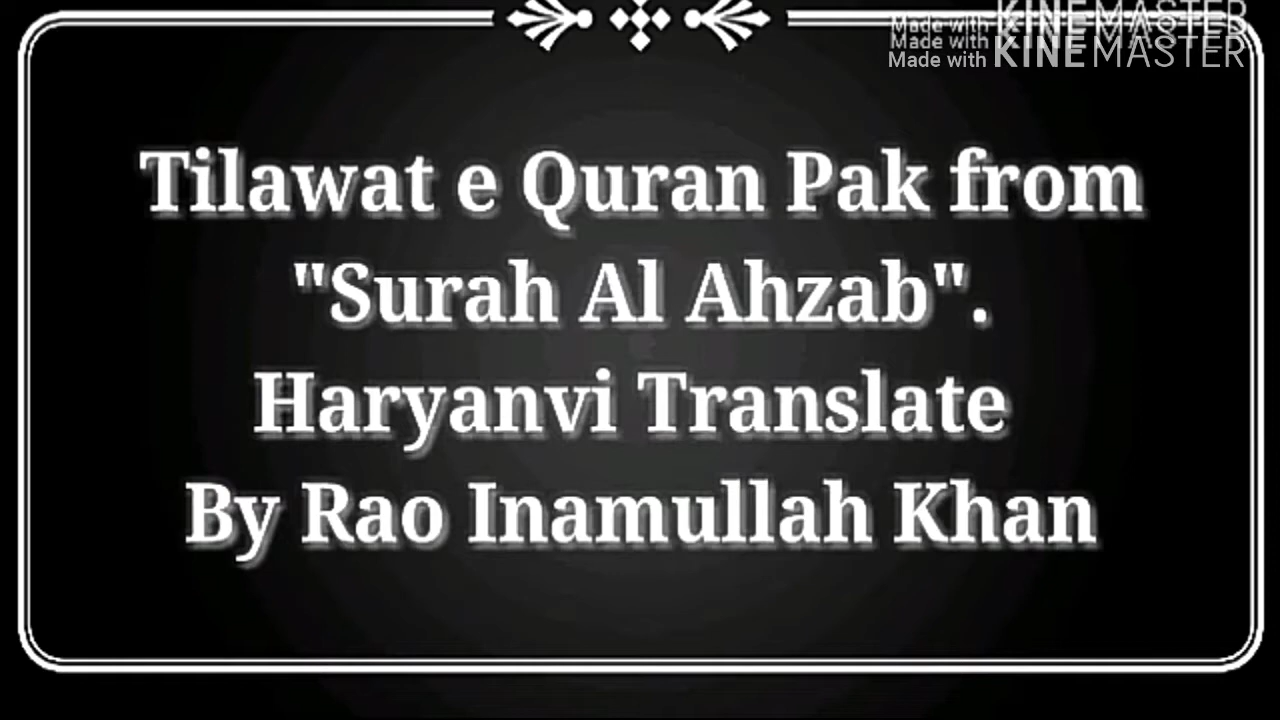 Made with KINEMASTER
Made with KINEMASTER
Made with KINEMASTER
Tilawat e Quran Pak from
"Surah Al Ahzab".
Haryanvi Translate
By Rao Inamullah Khan